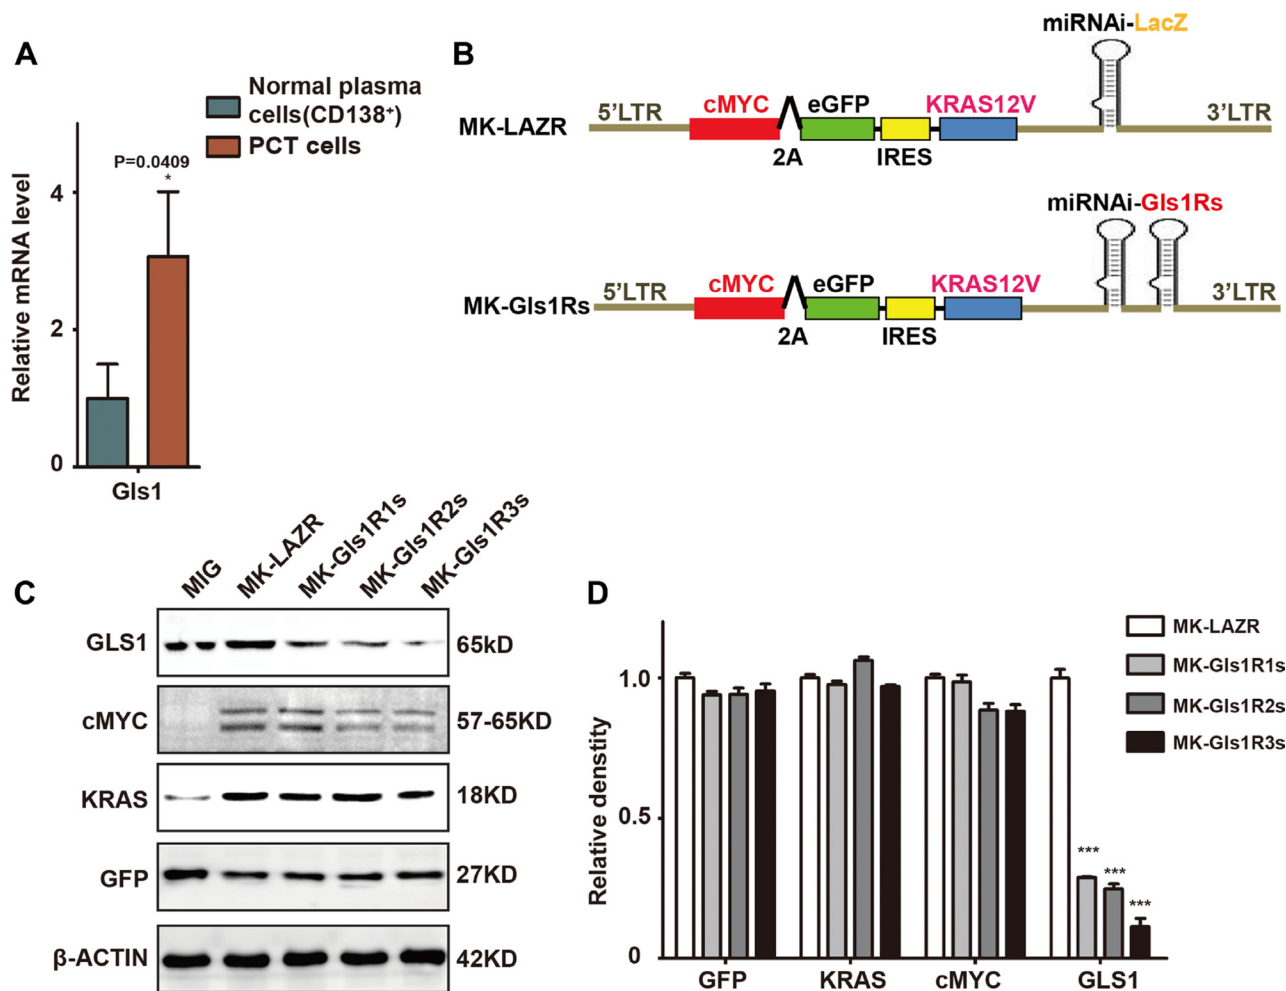 A
Normal plasma
cells(CD138+)
PCT cells
P=0.0409
*
Relative mRNA level
4
2
0
Gls1
B
miRNAi-LacZ
MK-LAZR
5'LTR
cMYC
eGFP
KRAS12V
3'LTR
2A
IRES
miRNAi-Gls1Rs
MK-Gls1Rs
5'LTR
cMYC
eGFP
KRAS12V
3'LTR
2A
IRES
C
MIG
MK-LAZR
MK-Gls1R1s
MK-Gls1R2s
MK-Gls1R3s
GLS1
65kD
cMYC
57-65KD
KRAS
18KD
GFP
27KD
β-ACTIN
42KD
D
MK-LAZR
MK-Gls1R1s
MK-Gls1R2s
MK-Gls1R3s
Relative denstity
1.0
0.5
0
***
***
***
GFP
KRAS
cMYC
GLS1